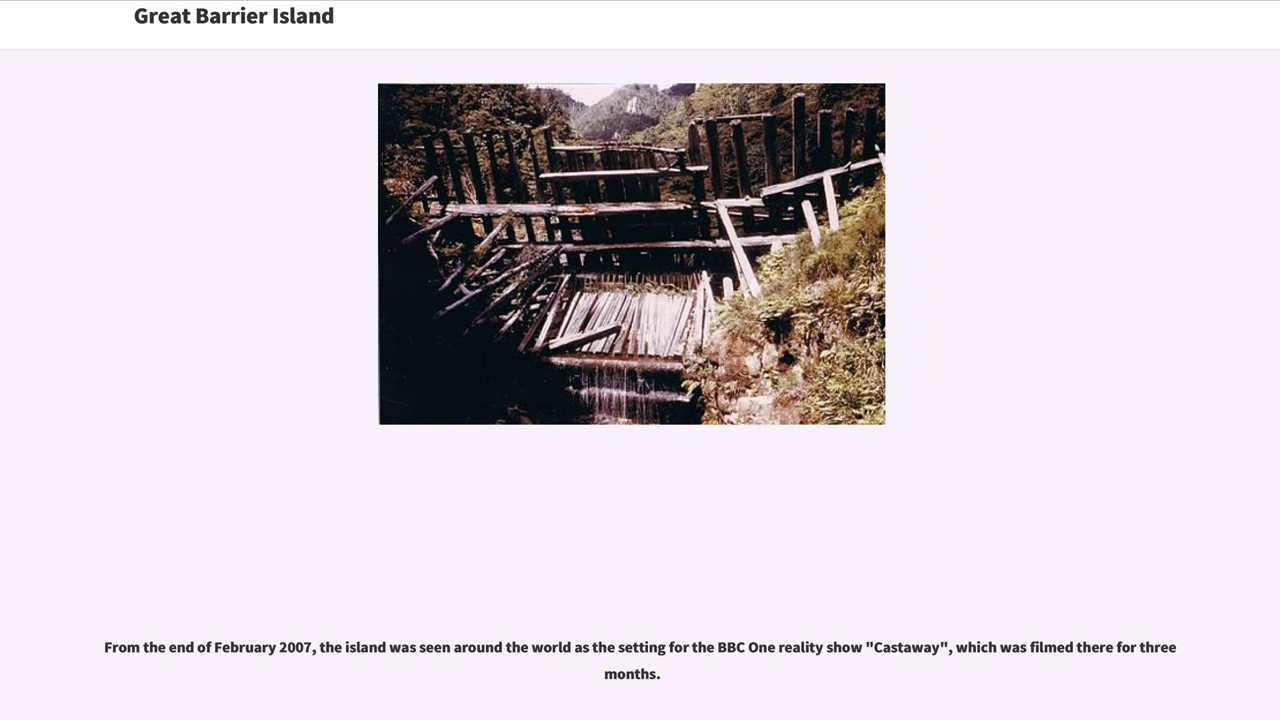 Great Barrier Island
From the end of February 2007, the island was seen around the world as the setting for the BBC One reality show "Castaway", which was filmed there for three
months.